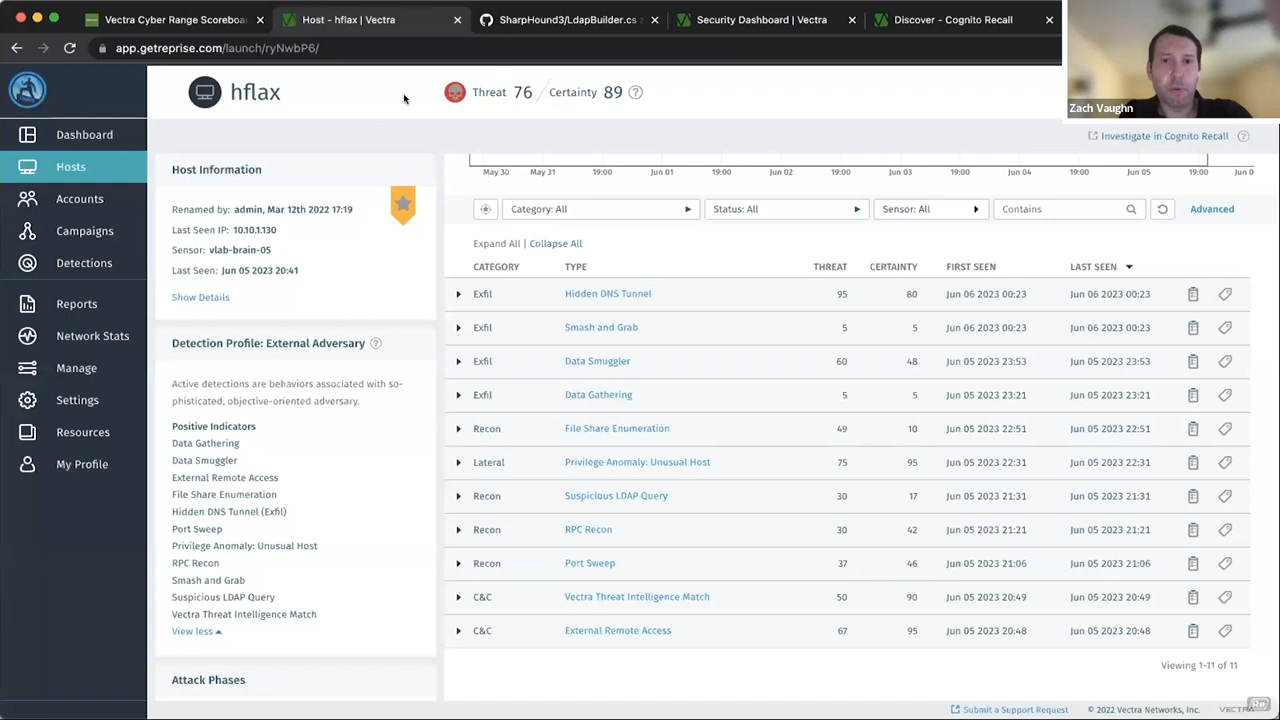 Vectra Cyber Range Scoreboa
Host - hflax | Vectra
SharpHound3/LdapBuilder.cs a
Security Dashboard | Vectra
Discover - Cognito Recall
app.getreprise.com/launch/ryNwbP6/
Zach Vaughn
hflax
Threat 76 / Certainty 89 ?
Investigate in Cognito Recall ?
Dashboard
Hosts
Accounts
Campaigns
Detections
Reports
Network Stats
Manage
Settings
Resources
My Profile
Host Information
Renamed by: admin, Mar 12th 2022 17:19
Last Seen IP: 10.10.1.130
Sensor: vlab-brain-05
Last Seen: Jun 05 2023 20:41
Show Details
Detection Profile: External Adversary ?
Active detections are behaviors associated with so-
phisticated, objective-oriented adversary.
Positive Indicators
Data Gathering
Data Smuggler
External Remote Access
File Share Enumeration
Hidden DNS Tunnel (Exfil)
Port Sweep
Privilege Anomaly: Unusual Host
RPC Recon
Smash and Grab
Suspicious LDAP Query
Vectra Threat Intelligence Match
View less
Attack Phases
May 30 May 31 19:00 Jun 01 19:00 Jun 02 19:00 Jun 03 19:00 Jun 04 19:00 Jun 05 19:00 Jun 0
Category: All Status: All Sensor: All Contains Advanced
Expand All | Collapse All
CATEGORY TYPE THREAT CERTAINTY FIRST SEEN LAST SEEN
Exfil Hidden DNS Tunnel 95 80 Jun 06 2023 00:23 Jun 06 2023 00:23
Exfil Smash and Grab 5 5 Jun 06 2023 00:23 Jun 06 2023 00:23
Exfil Data Smuggler 60 48 Jun 05 2023 23:53 Jun 05 2023 23:53
Exfil Data Gathering 5 5 Jun 05 2023 23:21 Jun 05 2023 23:21
Recon File Share Enumeration 49 10 Jun 05 2023 22:51 Jun 05 2023 22:51
Lateral Privilege Anomaly: Unusual Host 75 95 Jun 05 2023 22:31 Jun 05 2023 22:31
Recon Suspicious LDAP Query 30 17 Jun 05 2023 21:31 Jun 05 2023 21:31
Recon RPC Recon 30 42 Jun 05 2023 21:21 Jun 05 2023 21:21
Recon Port Sweep 37 46 Jun 05 2023 21:06 Jun 05 2023 21:06
C&C Vectra Threat Intelligence Match 50 90 Jun 05 2023 20:49 Jun 05 2023 20:49
C&C External Remote Access 67 95 Jun 05 2023 20:48 Jun 05 2023 20:48
Viewing 1-11 of 11
Submit a Support Request © 2022 Vectra Networks, Inc. VECTRA